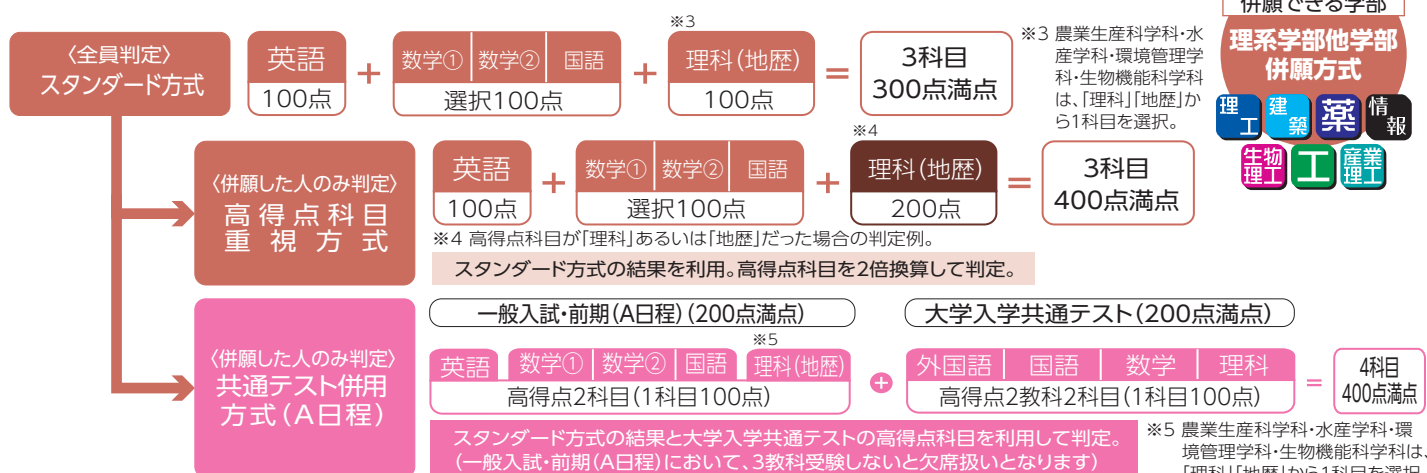 併願できる学部
理系学部他学部
併願方式
理工
建築
薬
情報
生物理工
工
産業理工
〈全員判定〉
スタンダード方式
英語
100点
+
数学① 数学② 国語
選択100点
+
※3
理科(地歴)
100点
=
3科目
300点満点
※3 農業生産科学科・水
産学科・環境管理学
科・生物機能科学科
は、「理科」「地歴」か
ら1科目を選択。
〈併願した人のみ判定〉
高得点科目
重視方式
英語
100点
+
数学① 数学② 国語
選択100点
+
※4
理科(地歴)
200点
=
3科目
400点満点
※4 高得点科目が「理科」あるいは「地歴」だった場合の判定例。
スタンダード方式の結果を利用。高得点科目を2倍換算して判定。
〈併願した人のみ判定〉
共通テスト併用
方式(A日程)
一般入試・前期(A日程)(200点満点)
英語 数学① 数学② 国語 ※5 理科(地歴)
高得点2科目(1科目100点)
+
大学入学共通テスト(200点満点)
外国語 国語 数学 理科
高得点2教科2科目(1科目100点)
=
4科目
400点満点
スタンダード方式の結果と大学入学共通テストの高得点科目を利用して判定。
(一般入試・前期(A日程)において、3教科受験しないと欠席扱いとなります)
※5 農業生産科学科・水産学科・環
境管理学科・生物機能科学科は、
「理科」「地歴」から1科目を選択